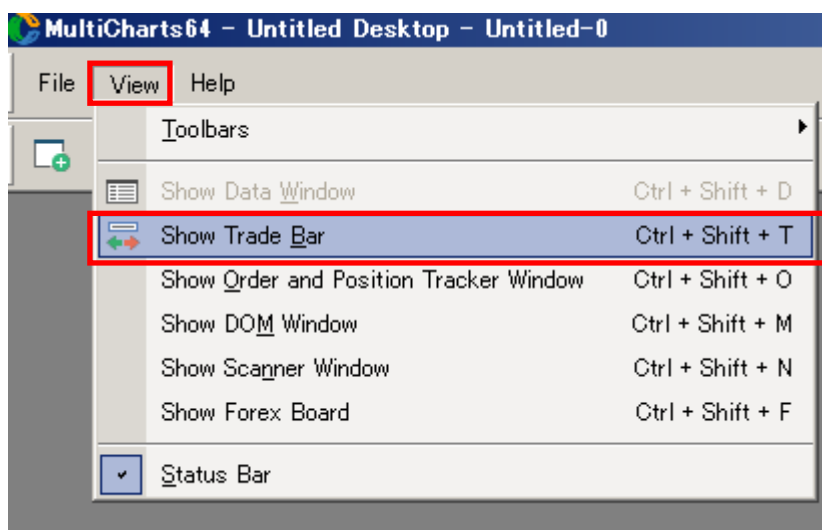 MultiCharts64 - Untitled Desktop - Untitled-0
File View Help
Toolbars
Show Data Window Ctrl + Shift + D
Show Trade Bar Ctrl + Shift + T
Show Order and Position Tracker Window Ctrl + Shift + O
Show DOM Window Ctrl + Shift + M
Show Scanner Window Ctrl + Shift + N
Show Forex Board Ctrl + Shift + F
Status Bar